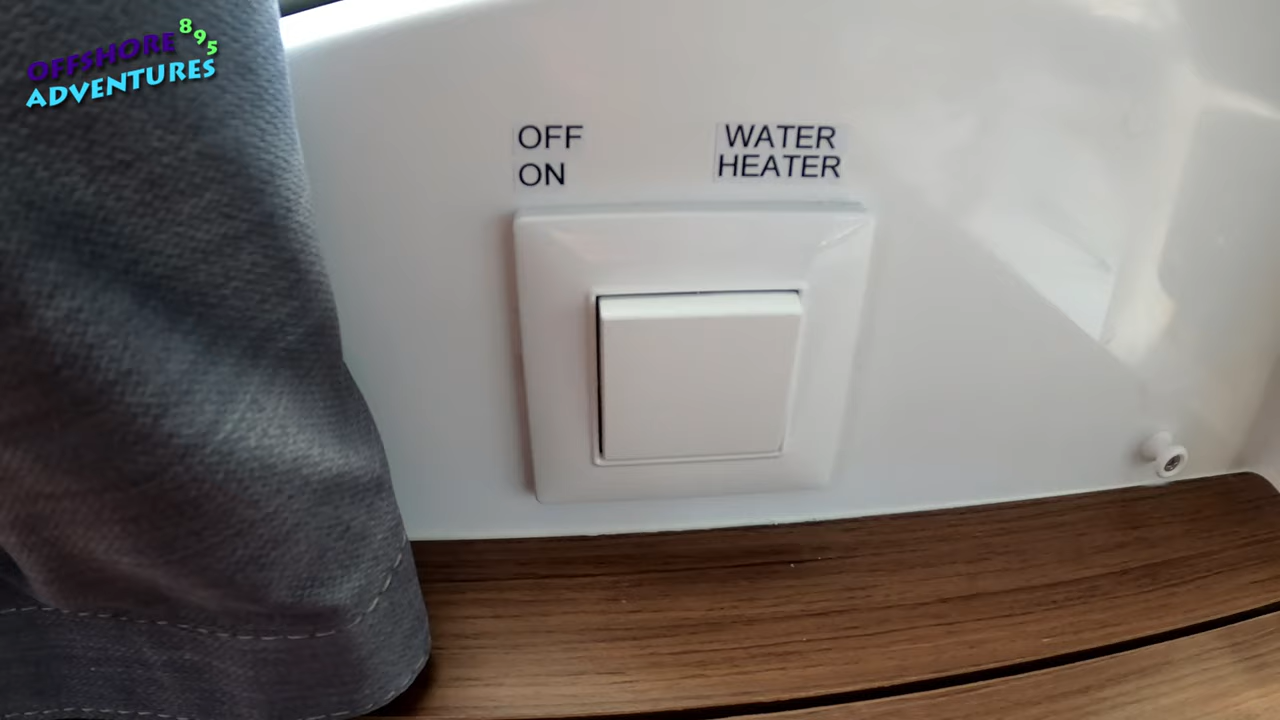 OFFSHORE 895
ADVENTURES
OFF
ON
WATER
HEATER